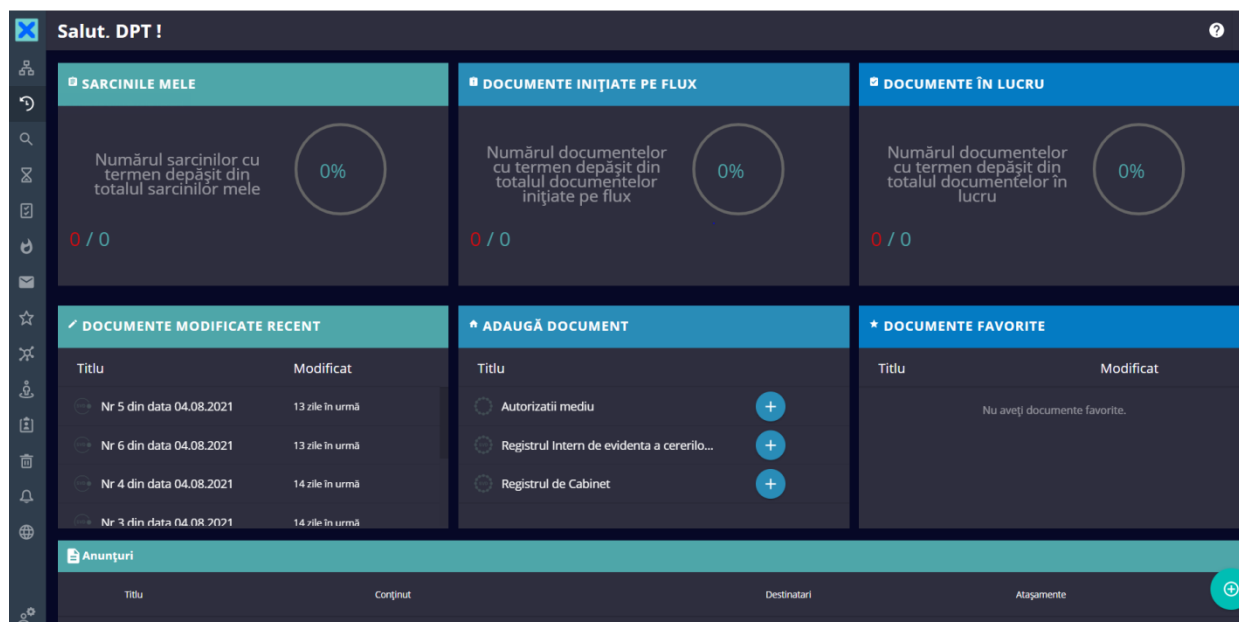 Salut. DPT !
SARCINILE MELE
Numărul sarcinilor cu
termen depășit din
totalul sarcinilor mele
0%
0 / 0
DOCUMENTE INIȚIATE PE FLUX
Numărul documentelor
cu termen depășit din
totalul documentelor
inițiate pe flux
0%
0 / 0
DOCUMENTE ÎN LUCRU
Numărul documentelor
cu termen depășit din
totalul documentelor în
lucru
0%
0 / 0
DOCUMENTE MODIFICATE RECENT
Titlu Modificat
Nr 5 din data 04.08.2021 13 zile în urmă
Nr 6 din data 04.08.2021 13 zile în urmă
Nr 4 din data 04.08.2021 14 zile în urmă
Nr 3 din data 04.08.2021 14 zile în urmă
ADAUGĂ DOCUMENT
Titlu
Autorizatii mediu
Registrul Intern de evidenta a cererilo...
Registrul de Cabinet
DOCUMENTE FAVORITE
Titlu Modificat
Nu aveți documente favorite.
Anunțuri
Titlu Conținut Destinatari Atașamente